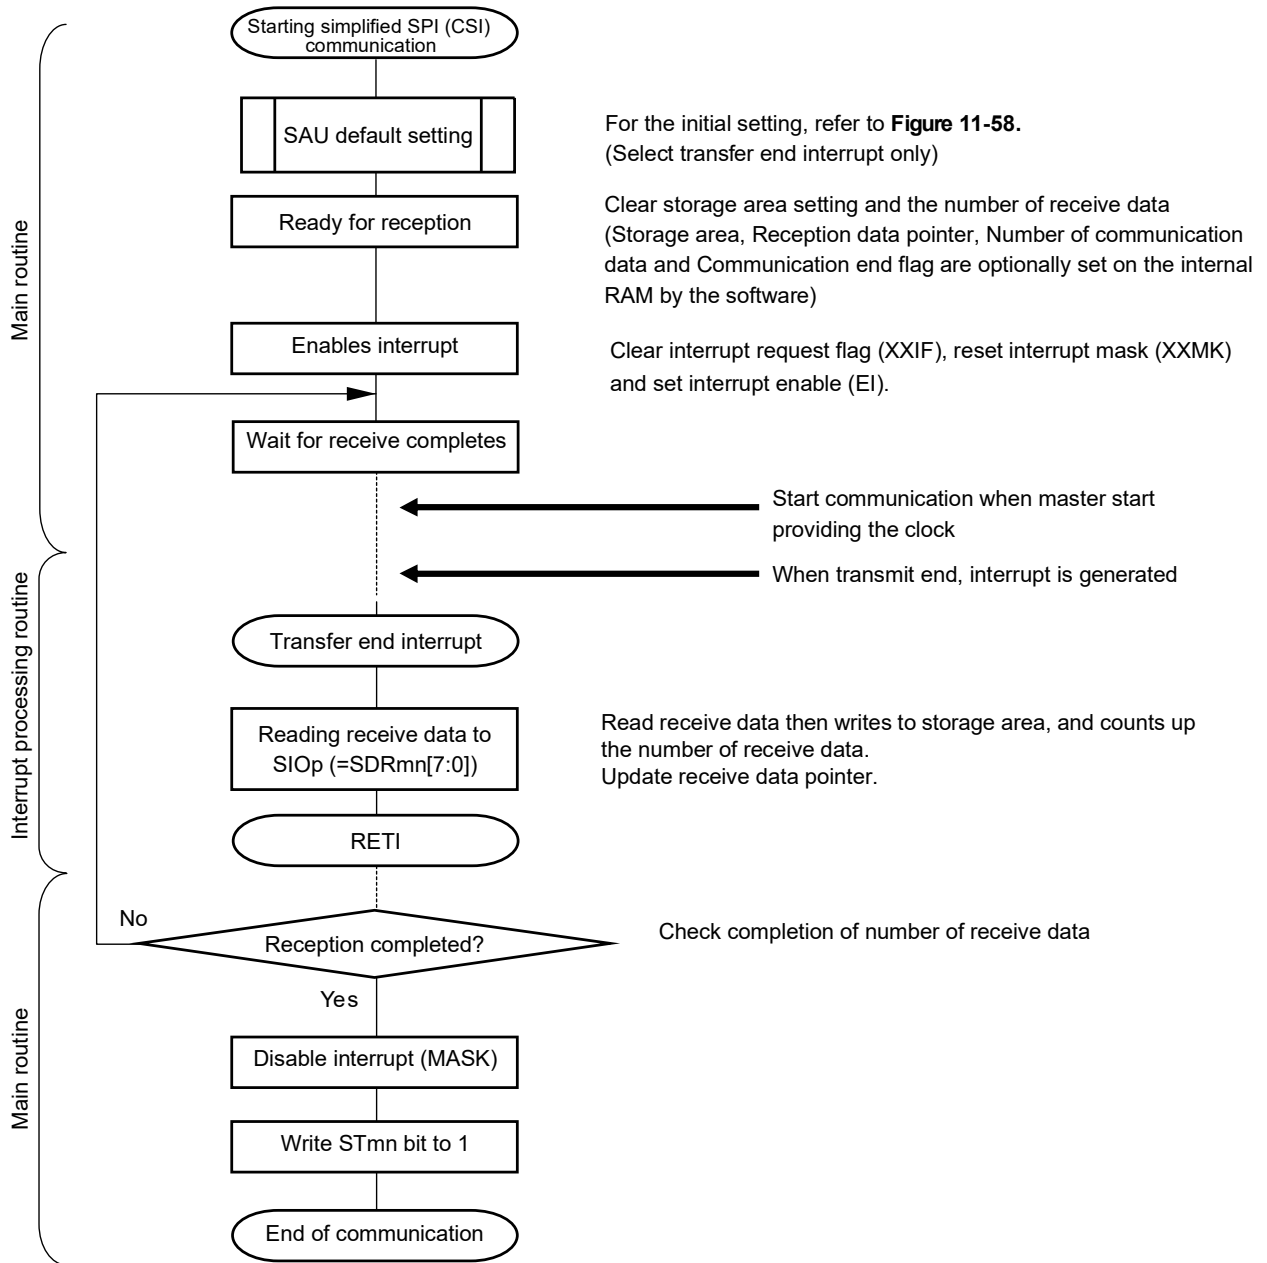 Starting simplified SPI (CSI)
communication
SAU default setting
For the initial setting, refer to Figure 11-58.
(Select transfer end interrupt only)
Ready for reception
Clear storage area setting and the number of receive data
(Storage area, Reception data pointer, Number of communication
data and Communication end flag are optionally set on the internal
RAM by the software)
Main routine
Enables interrupt
Clear interrupt request flag (XXIF), reset interrupt mask (XXMK)
and set interrupt enable (EI).
Wait for receive completes
Start communication when master start
providing the clock
When transmit end, interrupt is generated
Interrupt processing routine
Transfer end interrupt
Reading receive data to
SIOp (=SDRmn[7:0])
Read receive data then writes to storage area, and counts up
the number of receive data.
Update receive data pointer.
RETI
No
Reception completed?
Check completion of number of receive data
Yes
Main routine
Disable interrupt (MASK)
Write STmn bit to 1
End of communication